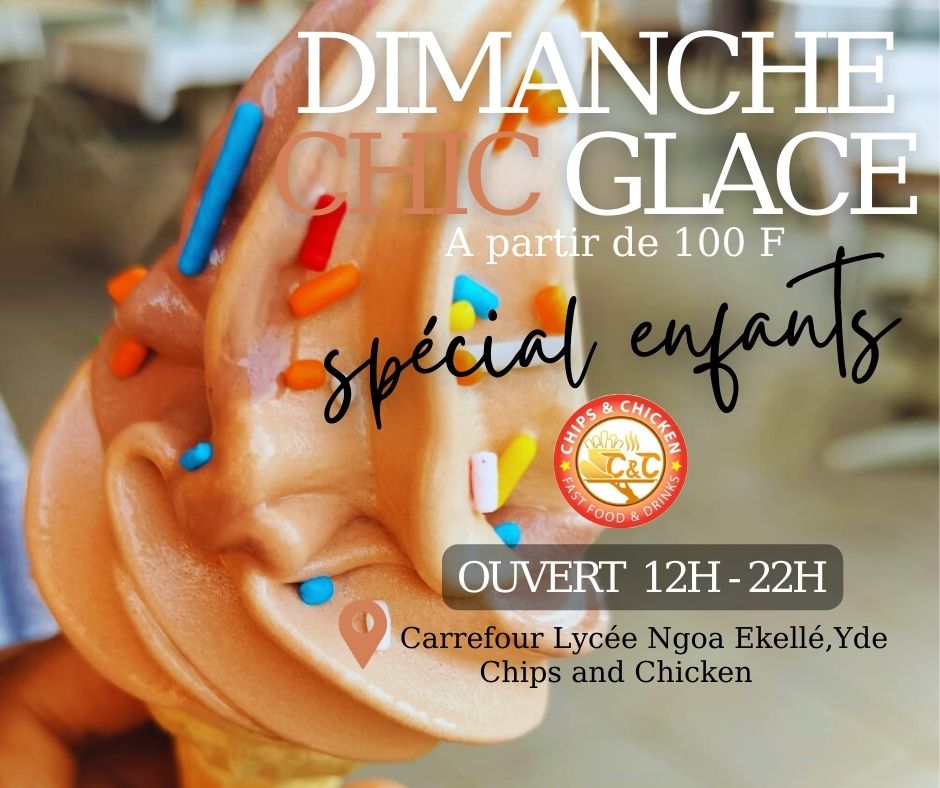 DIMANCHE
CHIC GLACE
A partir de 100 F
spécial enfants
CHIPS & CHICKEN
C&C
FAST FOOD & DRINKS
OUVERT 12H - 22H
Carrefour Lycée Ngoa Ekellé,Yde
Chips and Chicken